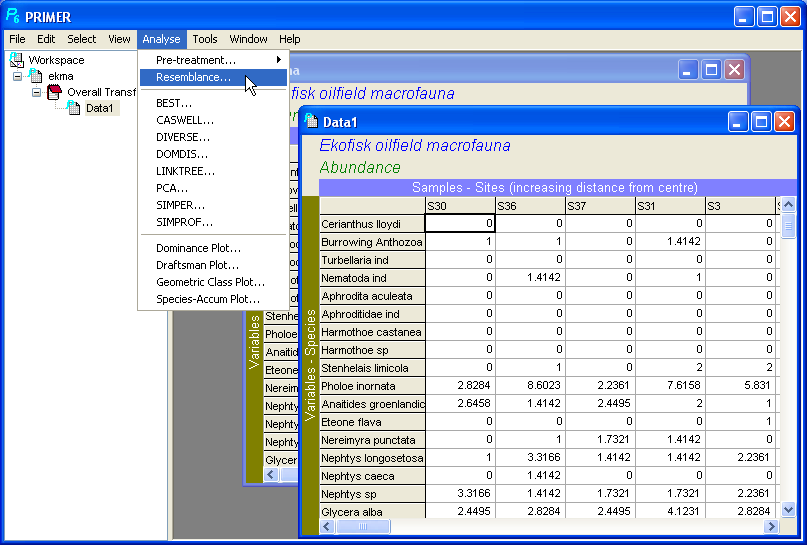 PRIMER
File Edit Select View Analyse Tools Window Help
Workspace
ekma
Overall Transf
Data1
Pre-treatment...
Resemblance...
BEST...
CASWELL...
DIVERSE...
DOMDIS...
LINKTREE...
PCA...
SIMPER...
SIMPROF...
Dominance Plot...
Draftsman Plot...
Geometric Class Plot...
Species-Accum Plot...
na
fisk oilfield macrofauna
Variables
Stenhe
Pholoe
Anaitid
Eteone
Nereim
Nephty
Nephty
Nephty
Glycer
Data1
Ekofisk oilfield macrofauna
Abundance
Samples - Sites (increasing distance from centre)
Variables - Species
S30 S36 S37 S31 S3 S
Cerianthus lloydi 0 0 0 0 0
Burrowing Anthozoa 1 1 0 1.4142 0
Turbellaria ind 0 0 0 0 0
Nematoda ind 0 1.4142 0 1 0
Aphrodita aculeata 0 0 0 0 0
Aphroditidae ind 0 0 0 0 0
Harmothoe castanea 0 0 0 0 0
Harmothoe sp 0 0 0 0 0
Stenhelais limicola 0 1 0 2 2
Pholoe inornata 2.8284 8.6023 2.2361 7.6158 5.831
Anaitides groenlandic 2.6458 1.4142 2.4495 2 1
Eteone flava 0 0 0 0 1
Nereimyra punctata 0 1 1.7321 1.4142 0
Nephtys longosetosa 1 3.3166 1.4142 1.4142 2.2361
Nephtys caeca 0 1.4142 0 0 0
Nephtys sp 3.3166 1.4142 1.7321 1.7321 2.2361
Glycera alba 2.4495 2.8284 2.4495 4.1231 2.8284